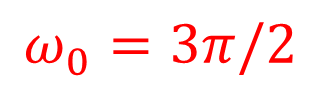 ω₀ = 3π/2